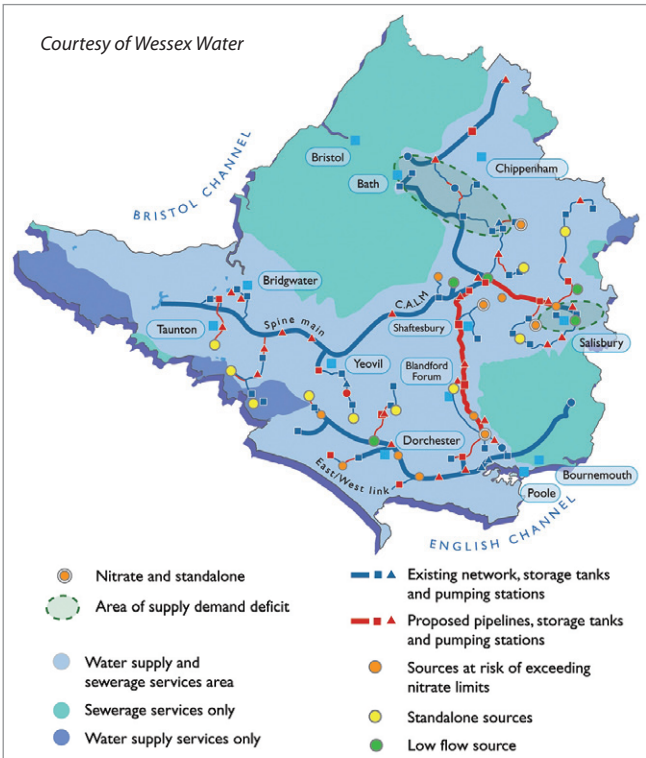 Courtesy of Wessex Water
BRISTOL CHANNEL
Bristol
Bath
Chippenham
Bridgwater
C.A.L.M
Taunton
Spine main
Shaftesbury
Salisbury
Yeovil
Blandford
Forum
Dorchester
East/West link
Bournemouth
Poole
ENGLISH CHANNEL
Nitrate and standalone
Area of supply demand deficit
Water supply and
sewerage services area
Sewerage services only
Water supply services only
Existing network, storage tanks
and pumping stations
Proposed pipelines, storage tanks
and pumping stations
Sources at risk of exceeding
nitrate limits
Standalone sources
Low flow source